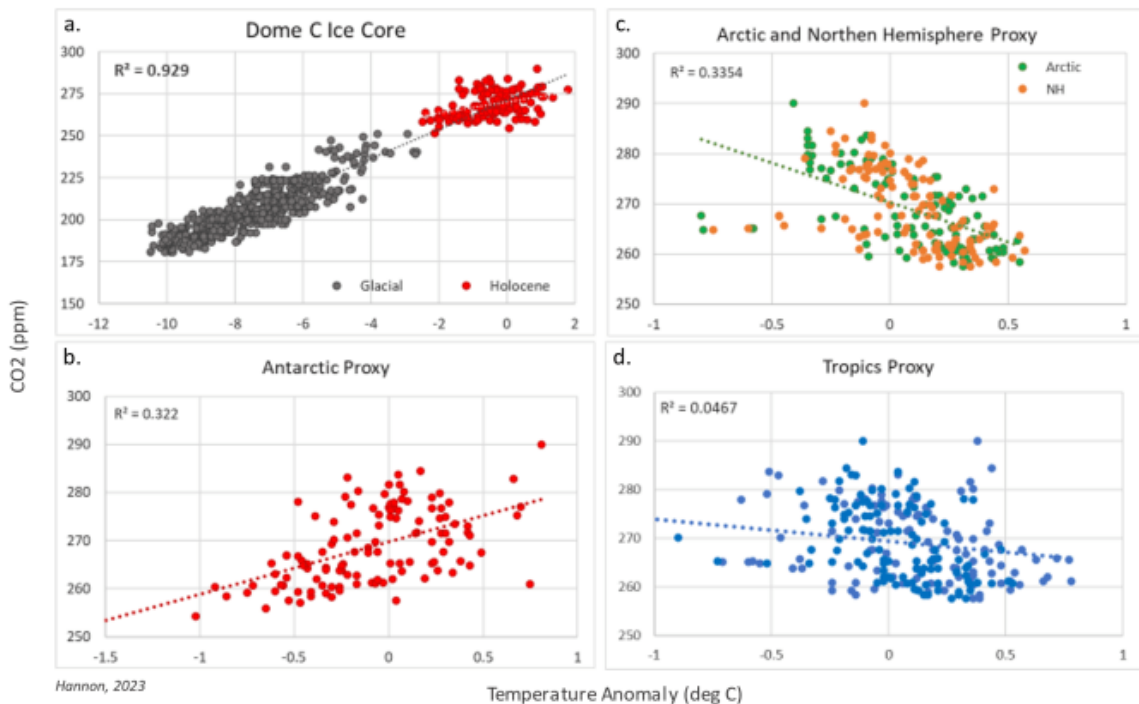 a.
Dome C Ice Core
R² = 0.929
300
275
250
225
200
175
150
Glacial
Holocene
-12 -10 -8 -6 -4 -2 0 2
c.
Arctic and Northen Hemisphere Proxy
R² = 0.3354
Arctic
NH
290
280
270
260
250
-1 -0.5 0 0.5 1
CO2 (ppm)
b.
Antarctic Proxy
R² = 0.322
300
290
280
270
260
250
-1.5 -1 -0.5 0 0.5 1
d.
Tropics Proxy
R² = 0.0467
300
290
280
270
260
250
-1 -0.5 0 0.5 1
Hannon, 2023
Temperature Anomaly (deg C)